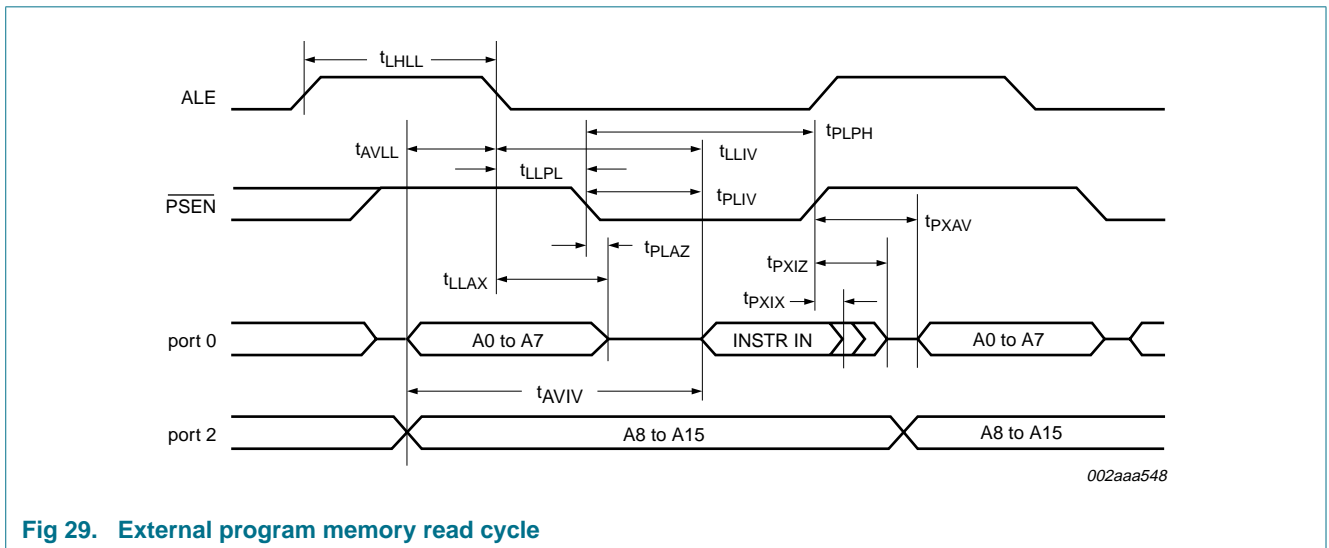 tLHLL
ALE
tPLPH
tAVLL
tLLIV
tLLPL
PSEN
tPLIV
tPXAV
tPLAZ
tPXIZ
tLLAX
tPXIX
port 0
A0 to A7
INSTR IN
A0 to A7
tAVIV
port 2
A8 to A15
A8 to A15
002aaa548
Fig 29. External program memory read cycle